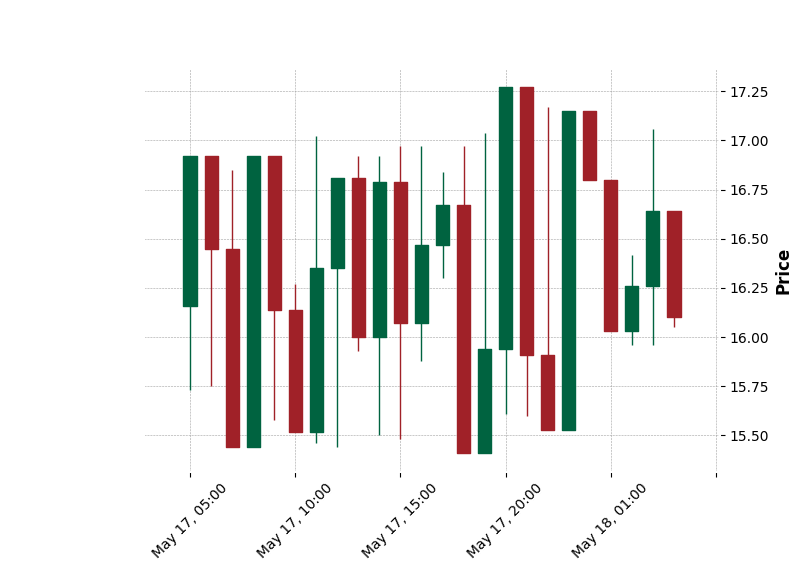 17.25
17.00
16.75
16.50
16.25
16.00
15.75
15.50
Price
May 17, 05:00
May 17, 10:00
May 17, 15:00
May 17, 20:00
May 18, 01:00